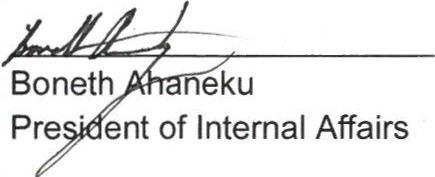 Boneth Ahaneku
President of Internal Affairs